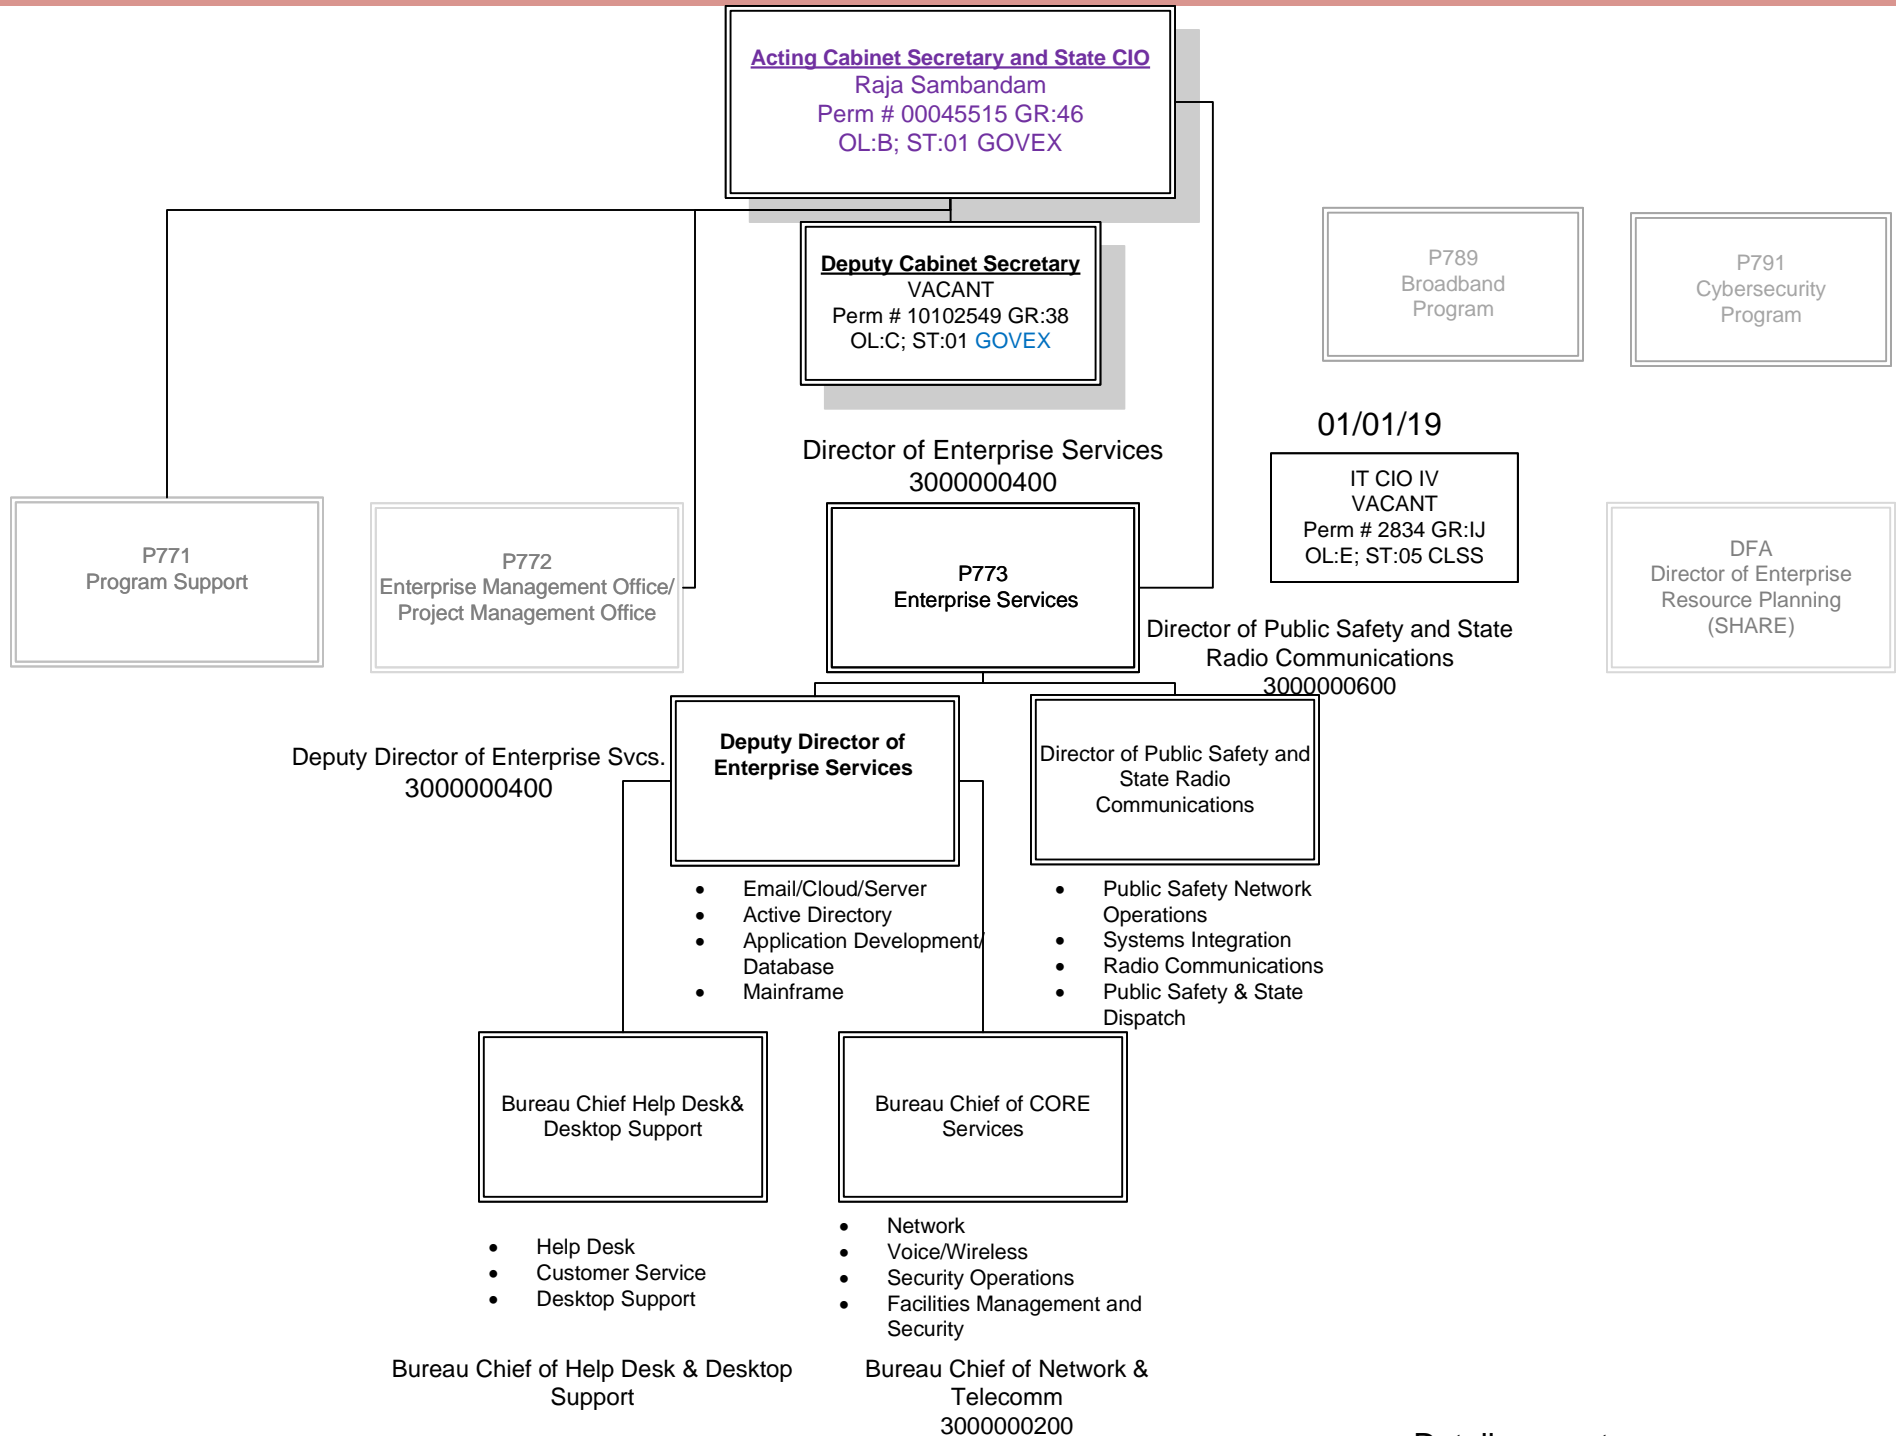 Acting Cabinet Secretary and State CIO
Raja Sambandam
Perm # 00045515 GR:46
OL:B; ST:01 GOVEX
Deputy Cabinet Secretary
VACANT
Perm # 10102549 GR:38
OL:C; ST:01 GOVEX
P789
Broadband
Program
P791
Cybersecurity
Program
Director of Enterprise Services
3000000400
01/01/19
IT CIO IV
VACANT
Perm # 2834 GR:IJ
OL:E; ST:05 CLSS
P771
Program Support
P772
Enterprise Management Office/
Project Management Office
P773
Enterprise Services
DFA
Director of Enterprise
Resource Planning
(SHARE)
Director of Public Safety and State
Radio Communications
3000000600
Deputy Director of Enterprise Svcs.
3000000400
Deputy Director of
Enterprise Services
Director of Public Safety and
State Radio
Communications
• Email/Cloud/Server
• Active Directory
• Application Development/
Database
• Mainframe
• Public Safety Network
Operations
• Systems Integration
• Radio Communications
• Public Safety & State
Dispatch
Bureau Chief Help Desk&
Desktop Support
Bureau Chief of CORE
Services
• Help Desk
• Customer Service
• Desktop Support
• Network
• Voice/Wireless
• Security Operations
• Facilities Management and
Security
Bureau Chief of Help Desk & Desktop
Support
Bureau Chief of Network &
Telecomm
3000000200